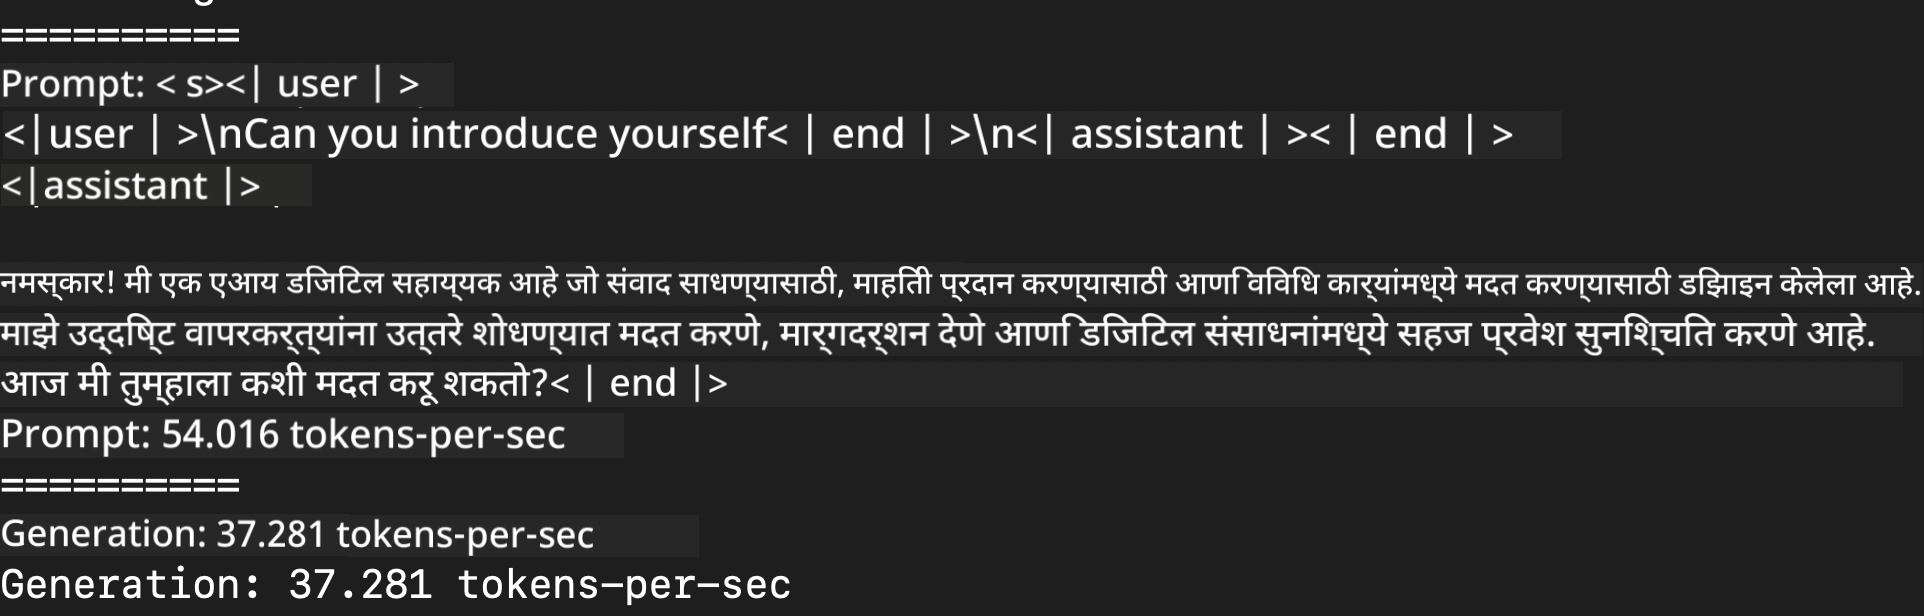 ==========
Prompt: < s><| user | >
<|user | >\nCan you introduce yourself< | end | >\n<| assistant | >< | end | >
<|assistant |>
नमस्कार! मी एक एआय डिजिटल सहाय्यक आहे जो संवाद साधण्यासाठी, माहिती प्रदान करण्यासाठी आणि विविध कार्यांमध्ये मदत करण्यासाठी डिझाइन केलेला आहे.
माझे उद्दिष्ट वापरकर्त्यांना उत्तरे शोधण्यात मदत करणे, मार्गदर्शन देणे आणि डिजिटल संसाधनांमध्ये सहज प्रवेश सुनिश्चित करणे आहे.
आज मी तुम्हाला कशी मदत करू शकतो?< | end |>
Prompt: 54.016 tokens-per-sec
==========
Generation: 37.281 tokens-per-sec
Generation: 37.281 tokens-per-sec